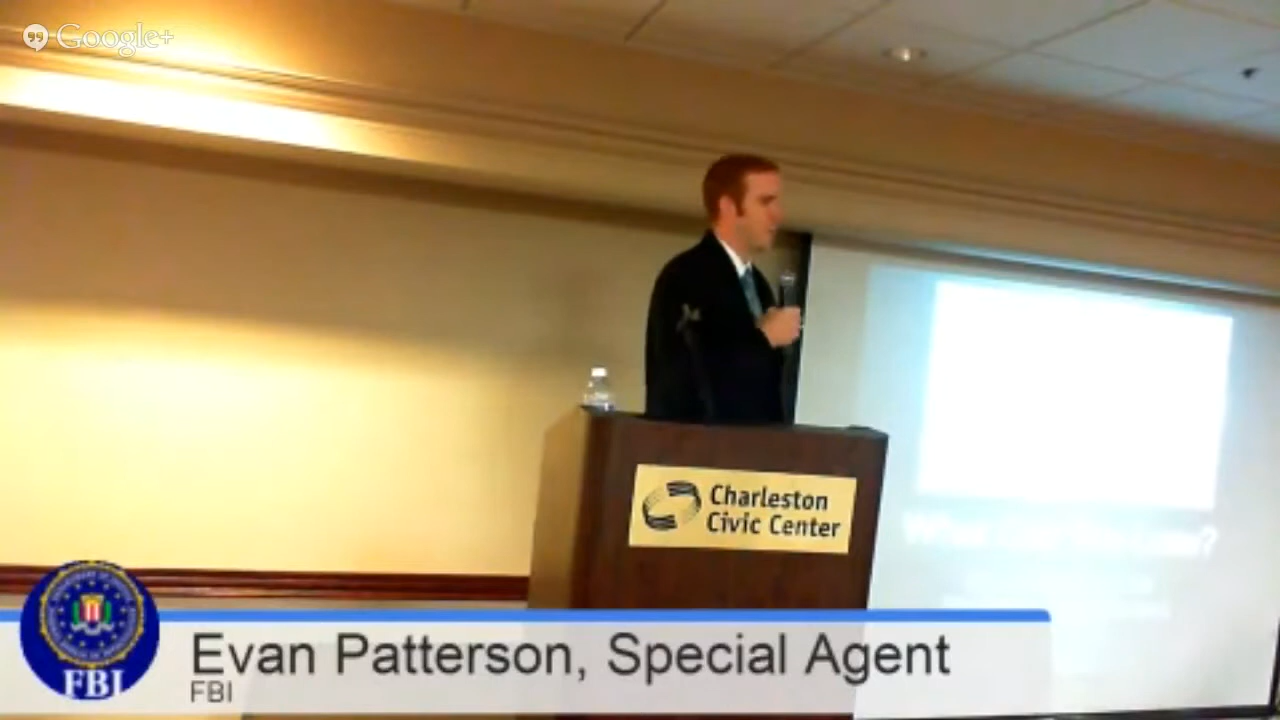 Google+
Charleston
Civic Center
Evan Patterson, Special Agent
FBI
FBI